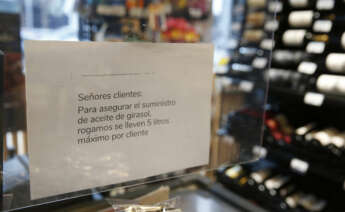 Señores clientes:
Para asegurar el suministro
de aceite de girasol,
rogamos se lleven 5 litros
máximo por cliente